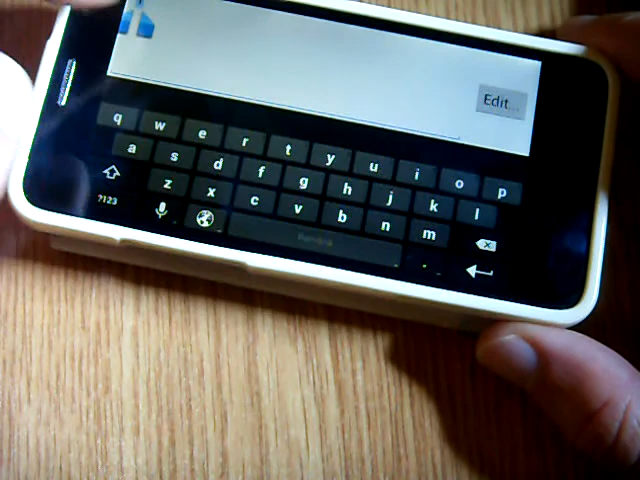 Edit...
q w e r t y u i o p
a s d f g h j k l
z x c v b n m
?123